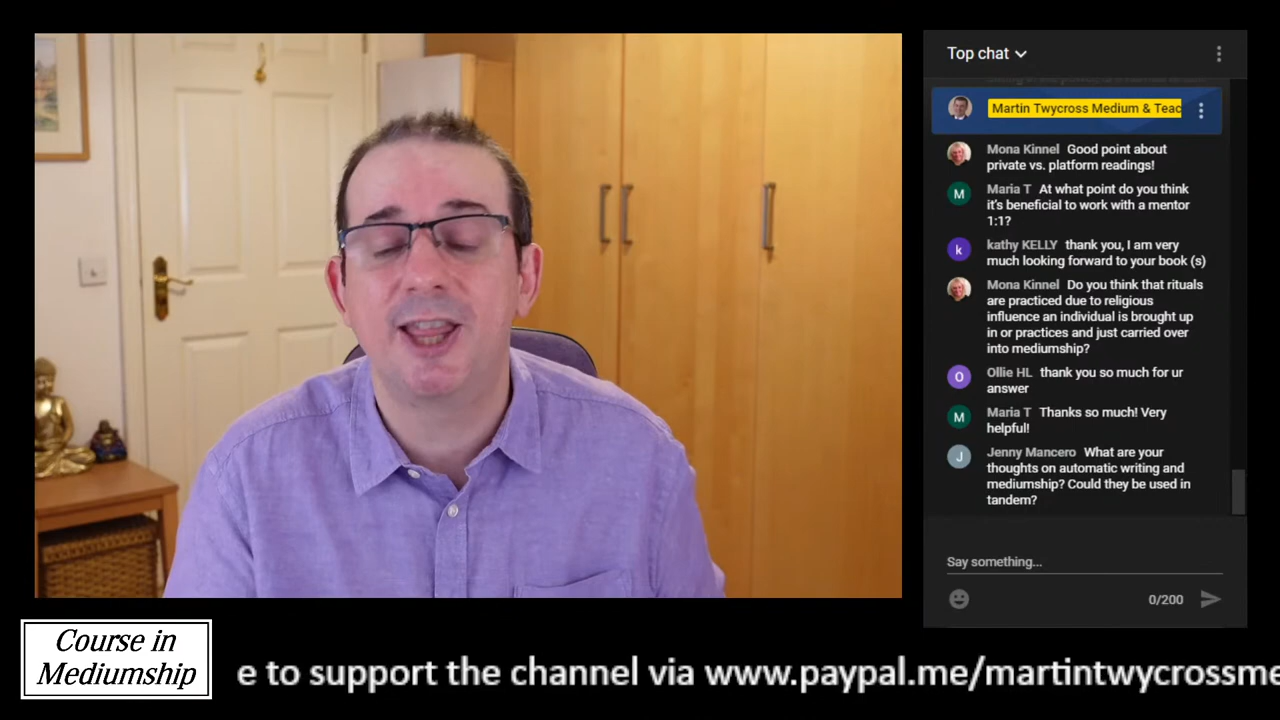 Top chat
Martin Twycross Medium & Teac
Mona Kinnel Good point about
private vs. platform readings!
M
Maria T At what point do you think
it's beneficial to work with a mentor
1:1?
k
kathy KELLY thank you, I am very
much looking forward to your book (s)
Mona Kinnel Do you think that rituals
are practiced due to religious
influence an individual is brought up
in or practices and just carried over
into mediumship?
O
Ollie HL thank you so much for ur
answer
M
Maria T Thanks so much! Very
helpful!
J
Jenny Mancero What are your
thoughts on automatic writing and
mediumship? Could they be used in
tandem?
Say something...
0/200
Course in
Mediumship
e to support the channel via www.paypal.me/martintwycrossme